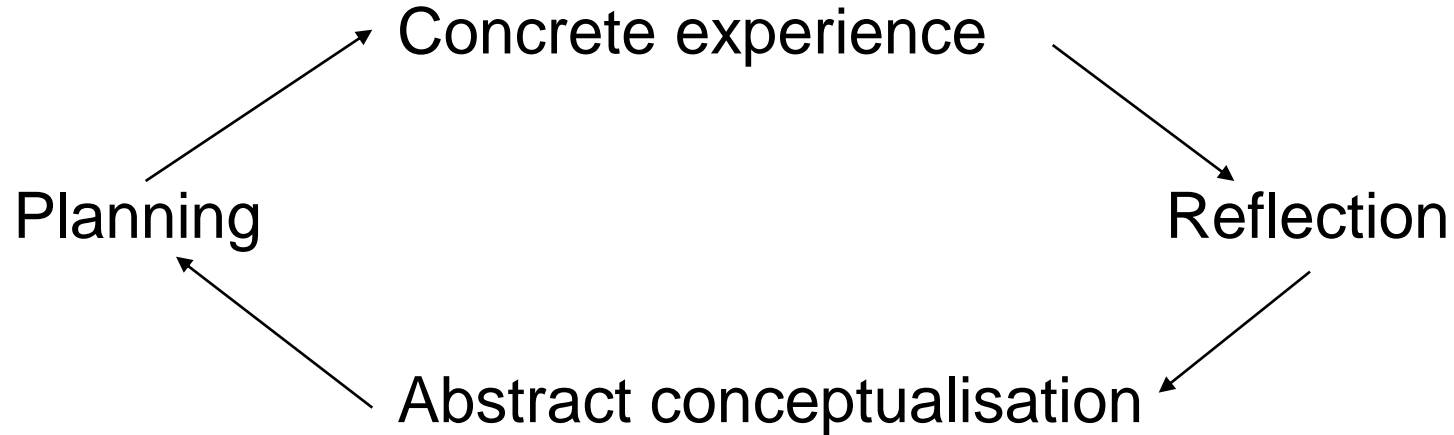 Concrete experience
Planning
Reflection
Abstract conceptualisation